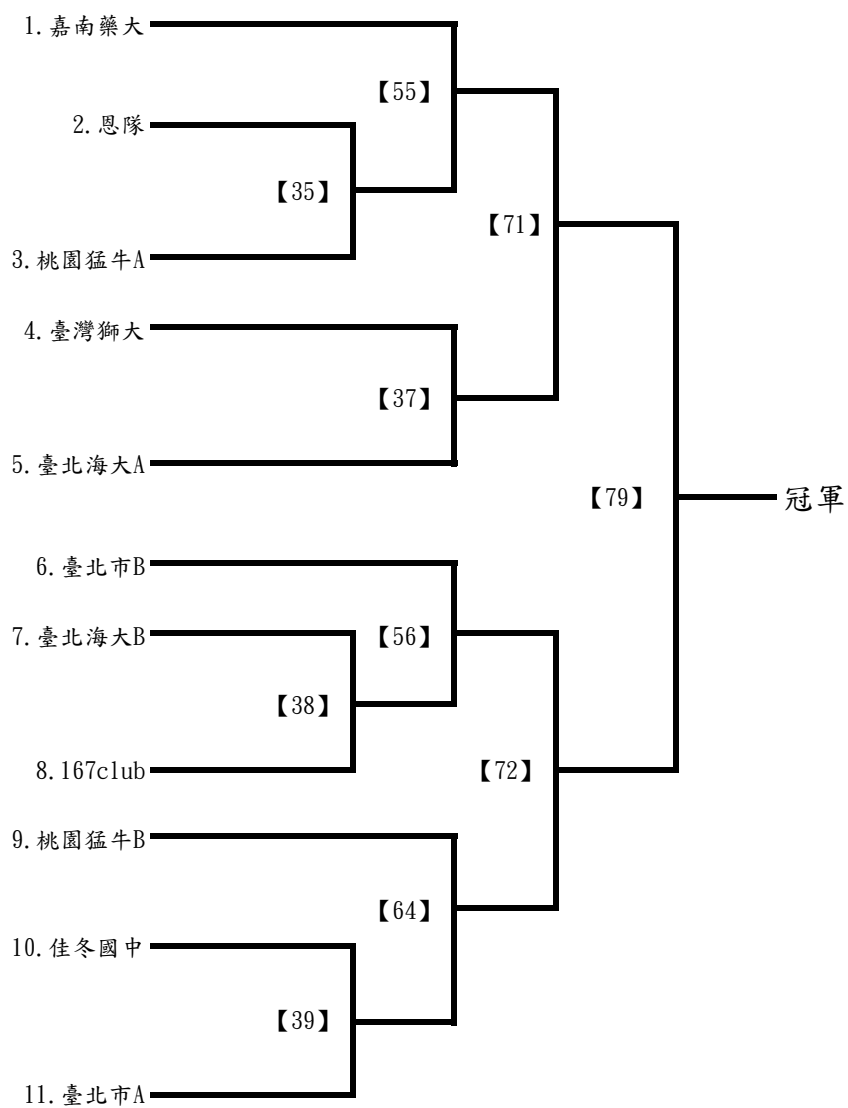 1.嘉南藥大
【55】
2.恩隊
【35】
【71】
3.桃園猛牛A
4.臺灣獅大
【37】
5.臺北海大A
【79】
冠軍
6.臺北市B
7.臺北海大B
【56】
【38】
8.167club
【72】
9.桃園猛牛B
【64】
10.佳冬國中
【39】
11.臺北市A